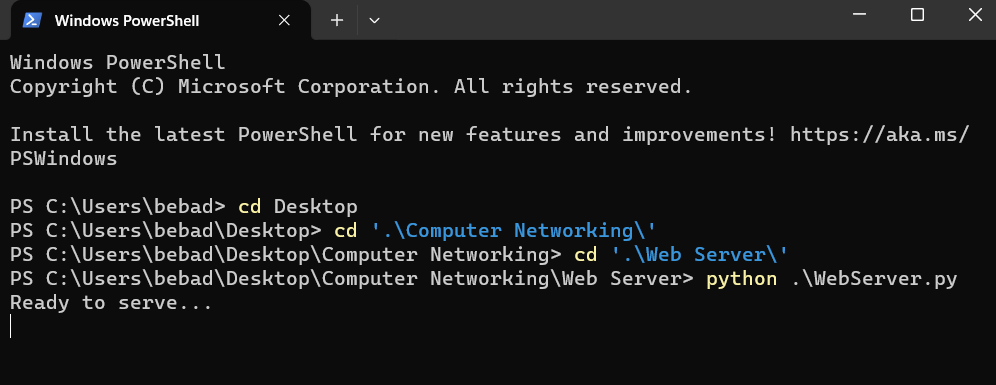 Windows PowerShell
Windows PowerShell
Copyright (C) Microsoft Corporation. All rights reserved.
Install the latest PowerShell for new features and improvements! https://aka.ms/
PSWindows
PS C:\Users\bebad> cd Desktop
PS C:\Users\bebad\Desktop> cd '.\Computer Networking\'
PS C:\Users\bebad\Desktop\Computer Networking> cd '.\Web Server\'
PS C:\Users\bebad\Desktop\Computer Networking\Web Server> python .\WebServer.py
Ready to serve...